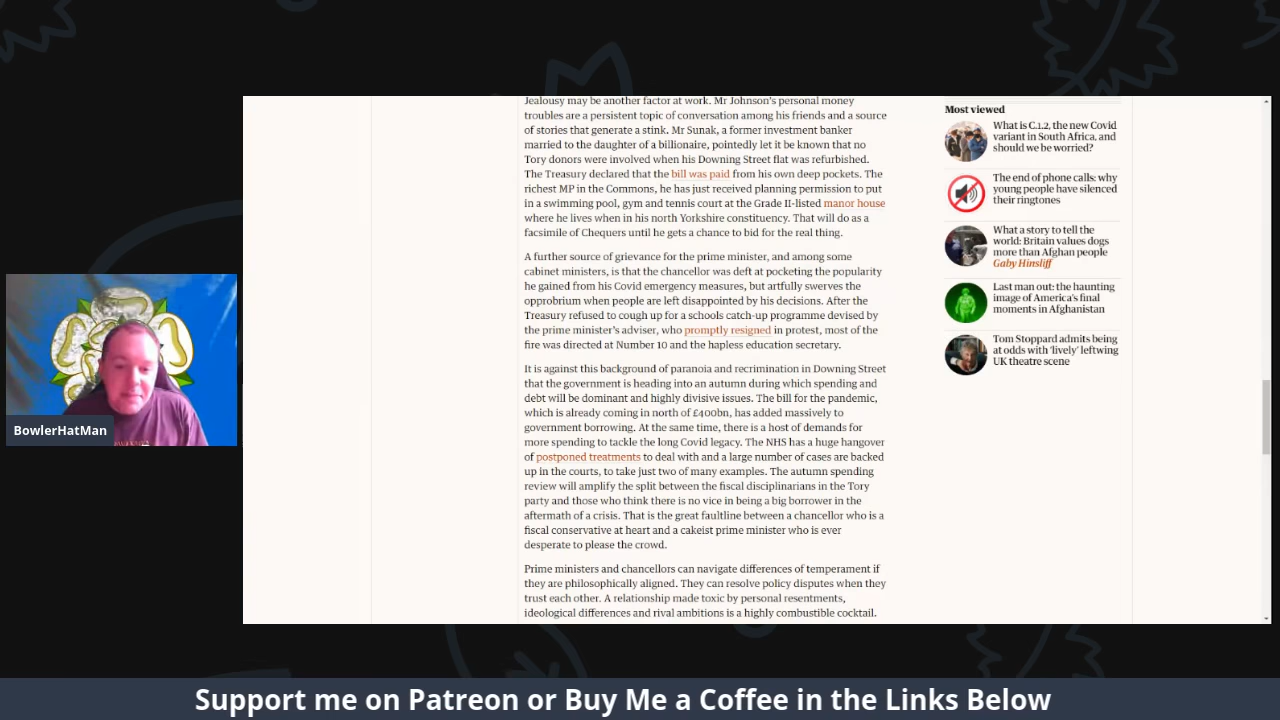 Jealousy may be another factor at work. Mr Johnson's personal money
troubles are a persistent topic of conversation among his friends and a source
of stories that generate a stink. Mr Sunak, a former investment banker
married to the daughter of a billionaire, pointedly let it be known that no
Tory donors were involved when his Downing Street flat was refurbished.
The Treasury declared that the bill was paid from his own deep pockets. The
richest MP in the Commons, he has just received planning permission to put
in a swimming pool, gym and tennis court at the Grade II-listed manor house
where he lives when in his north Yorkshire constituency. That will do as a
facsimile of Chequers until he gets a chance to bid for the real thing.
A further source of grievance for the prime minister, and among some
cabinet ministers, is that the chancellor was deft at pocketing the popularity
he gained from his Covid emergency measures, but artfully swerves the
opprobrium when people are left disappointed by his decisions. After the
Treasury refused to cough up for a schools catch-up programme devised by
the prime minister's adviser, who promptly resigned in protest, most of the
fire was directed at Number 10 and the hapless education secretary.
It is against this background of paranoia and recrimination in Downing Street
that the government is heading into an autumn during which spending and
debt will be dominant and highly divisive issues. The bill for the pandemic,
which is already coming in north of £400bn, has added massively to
government borrowing. At the same time, there is a host of demands for
more spending to tackle the long Covid legacy. The NHS has a huge hangover
of postponed treatments to deal with and a large number of cases are backed
up in the courts, to take just two of many examples. The autumn spending
review will amplify the split between the fiscal disciplinarians in the Tory
party and those who think there is no vice in being a big borrower in the
aftermath of a crisis. That is the great faultline between a chancellor who is a
fiscal conservative at heart and a cakeist prime minister who is ever
desperate to please the crowd.
Prime ministers and chancellors can navigate differences of temperament if
they are philosophically aligned. They can resolve policy disputes when they
trust each other. A relationship made toxic by personal resentments,
ideological differences and rival ambitions is a highly combustible cocktail.
Most viewed
What is C.1.2, the new Covid
variant in South Africa, and
should we be worried?
The end of phone calls: why
young people have silenced
their ringtones
What a story to tell the
world: Britain values dogs
more than Afghan people
Gaby Hinsliff
Last man out: the haunting
image of America's final
moments in Afghanistan
Tom Stoppard admits being
at odds with 'lively' leftwing
UK theatre scene
BowlerHatMan
Support me on Patreon or Buy Me a Coffee in the Links Below